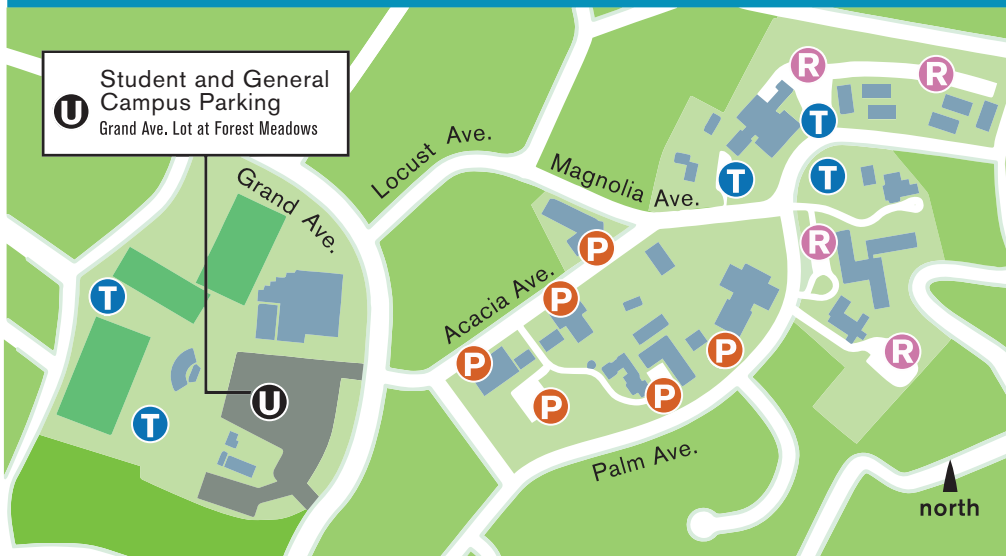 U
Student and General
Campus Parking
Grand Ave. Lot at Forest Meadows
R
R
T
Locust Ave.
Magnolia Ave.
T
T
Grand Ave.
P
R
T
P
Acacia Ave.
P
P
R
U
P
P
T
Palm Ave.
north